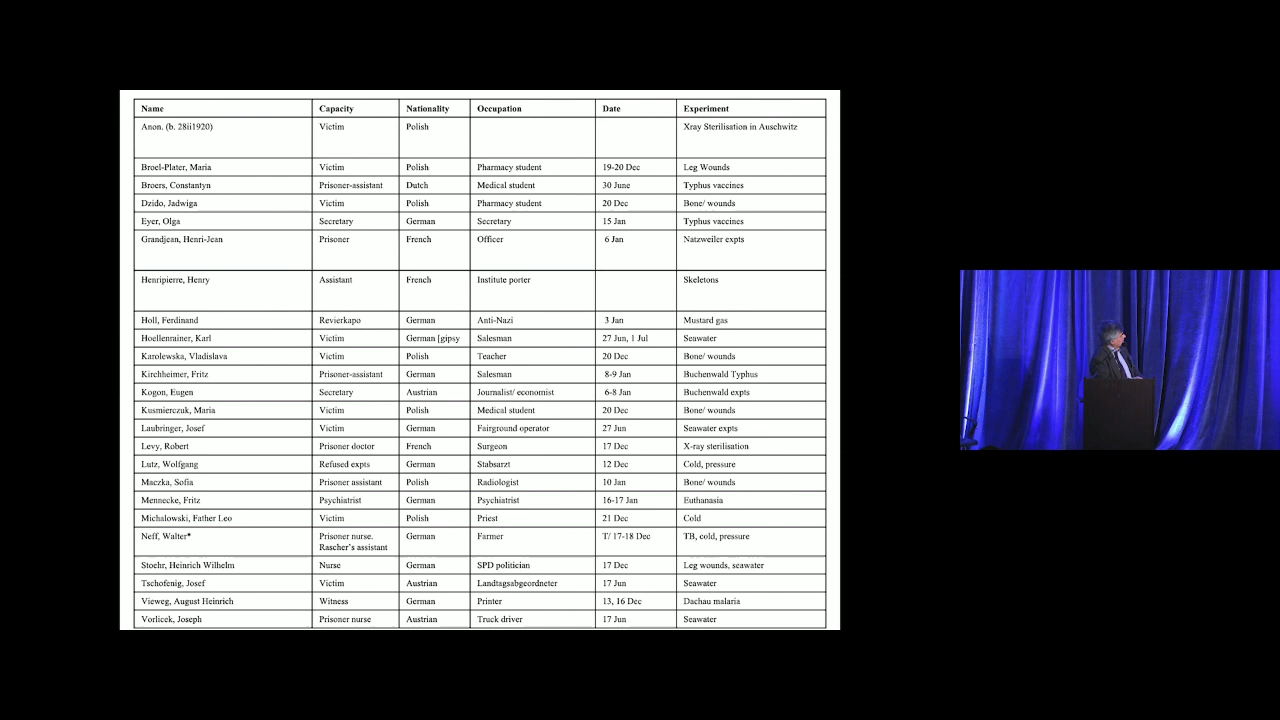 Name Capacity Nationality Occupation Date Experiment
Anon. (b. 28ii1920) Victim Polish Xray Sterilisation in Auschwitz
Broel-Plater, Maria Victim Polish Pharmacy student 19-20 Dec Leg Wounds
Broers, Constantyn Prisoner-assistant Dutch Medical student 30 June Typhus vaccines
Dzido, Jadwiga Victim Polish Pharmacy student 20 Dec Bone/ wounds
Eyer, Olga Secretary German Secretary 15 Jan Typhus vaccines
Grandjean, Henri-Jean Prisoner French Officer 6 Jan Natzweiler expts
Henripierre, Henry Assistant French Institute porter Skeletons
Holl, Ferdinand Revierkapo German Anti-Nazi 3 Jan Mustard gas
Hoellenrainer, Karl Victim German [gipsy Salesman 27 Jun, 1 Jul Seawater
Karolewska, Vladislava Victim Polish Teacher 20 Dec Bone/ wounds
Kirchheimer, Fritz Prisoner-assistant German Salesman 8-9 Jan Buchenwald Typhus
Kogon, Eugen Secretary Austrian Journalist/ economist 6-8 Jan Buchenwald expts
Kusmierczuk, Maria Victim Polish Medical student 20 Dec Bone/ wounds
Laubringer, Josef Victim German Fairground operator 27 Jun Seawater expts
Levy, Robert Prisoner doctor French Surgeon 17 Dec X-ray sterilisation
Lutz, Wolfgang Refused expts German Stabsarzt 12 Dec Cold, pressure
Maczka, Sofia Prisoner assistant Polish Radiologist 10 Jan Bone/ wounds
Mennecke, Fritz Psychiatrist German Psychiatrist 16-17 Jan Euthanasia
Michalowski, Father Leo Victim Polish Priest 21 Dec Cold
Neff, Walter* Prisoner nurse. German Farmer T/ 17-18 Dec TB, cold, pressure
Rascher's assistant
Stoehr, Heinrich Wilhelm Nurse German SPD politician 17 Dec Leg wounds, seawater
Tschofenig, Josef Victim Austrian Landtagsabgeordneter 17 Jun Seawater
Vieweg, August Heinrich Witness German Printer 13, 16 Dec Dachau malaria
Vorlicek, Joseph Prisoner nurse Austrian Truck driver 17 Jun Seawater